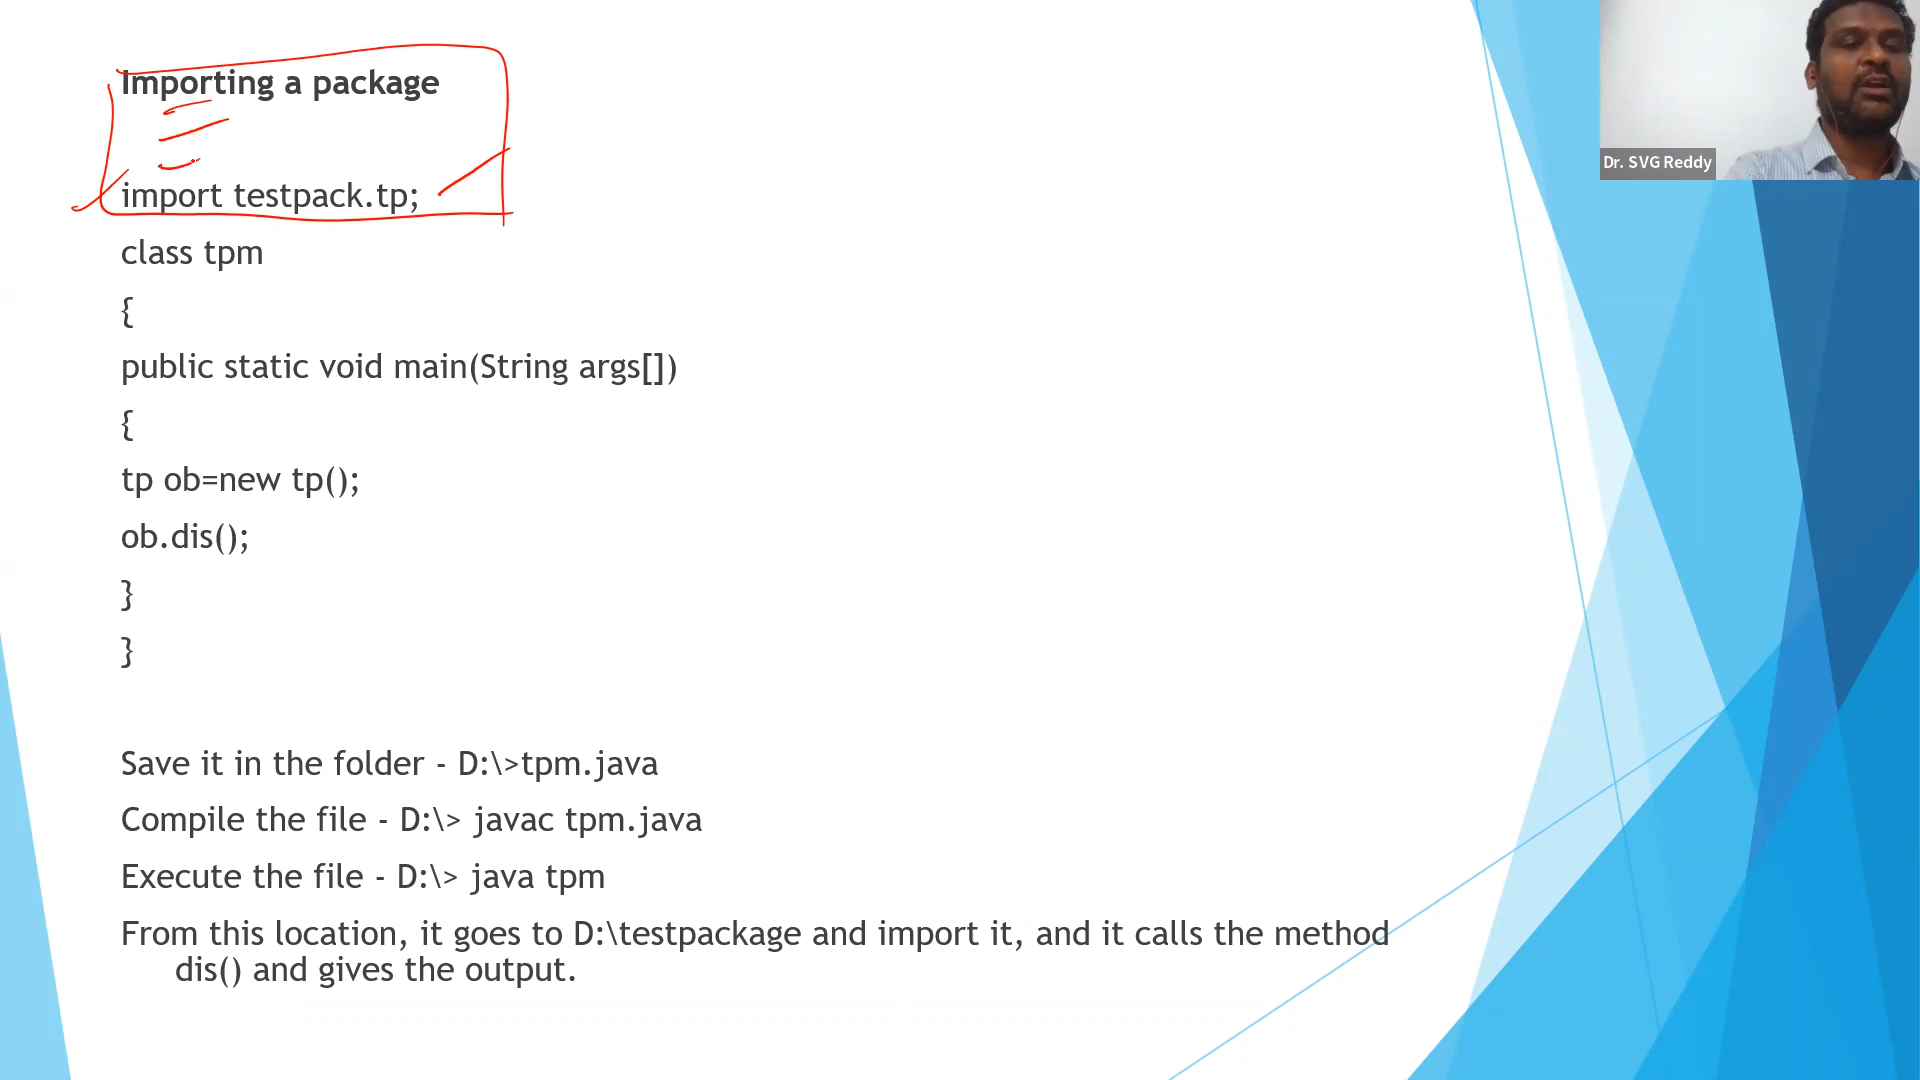 Importing a package
import testpack.tp;
class tpm
{
public static void main(String args[])
{
tp ob=new tp();
ob.dis();
}
}
Save it in the folder - D:\>tpm.java
Compile the file - D:\> javac tpm.java
Execute the file - D:\> java tpm
From this location, it goes to D:\testpackage and import it, and it calls the method
dis() and gives the output.
Dr. SVG Reddy